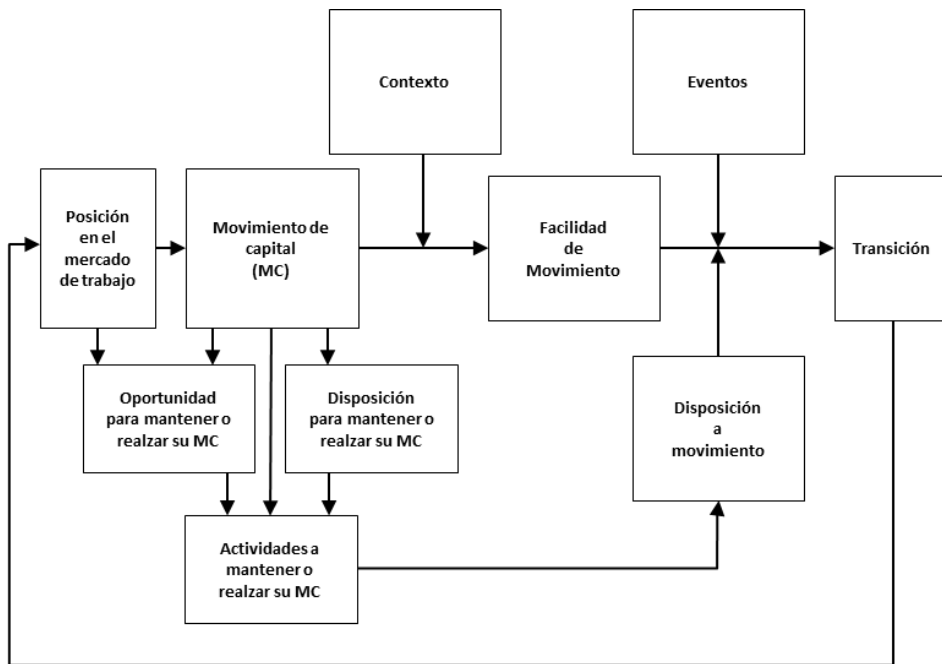 Contexto
Eventos
Posición
en el
mercado
de trabajo
Movimiento de
capital
(MC)
Facilidad
de
Movimiento
Transición
Oportunidad
para mantener o
realzar su MC
Disposición
para mantener o
realzar su MC
Disposición
a
movimiento
Actividades a
mantener o
realzar su MC